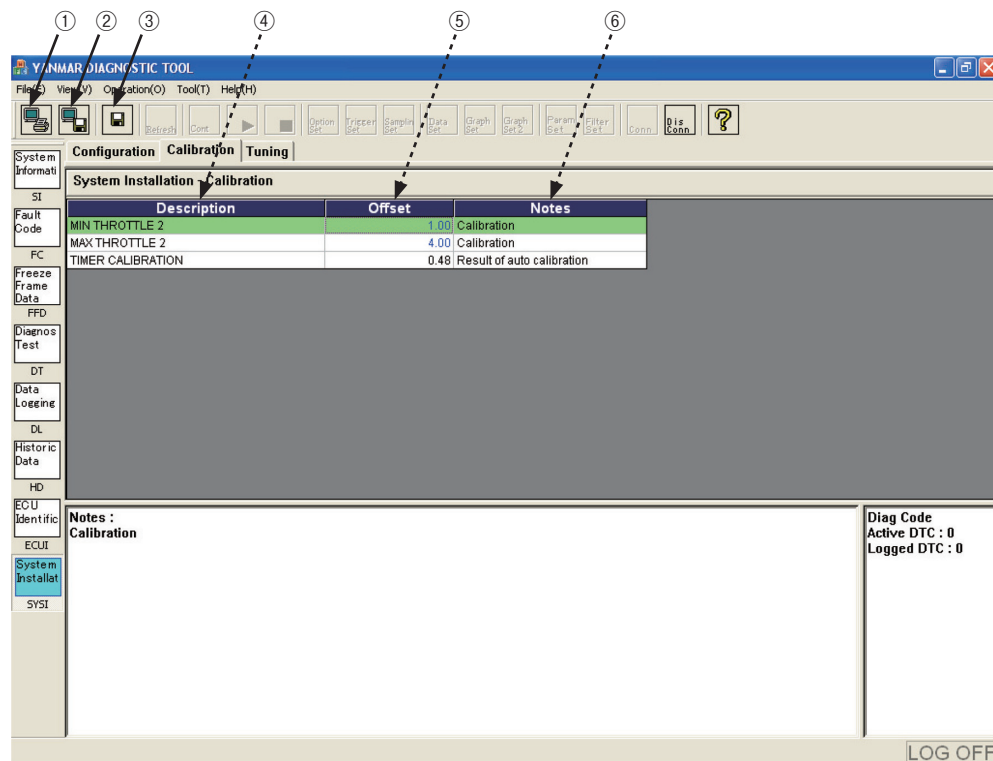 ① ② ③ ④ ⑤ ⑥
YANMAR DIAGNOSTIC TOOL
File(F) View(V) Operation(O) Tool(T) Help(H)
Refresh Cont Option Set Trigger Set Samplin Set Data Set Graph Set Graph Set2 Param Set Filter Set Conn Dis Conn ?
Configuration Calibration Tuning
System Installation - Calibration
Description Offset Notes
MIN THROTTLE 2 1.00 Calibration
MAX THROTTLE 2 4.00 Calibration
TIMER CALIBRATION 0.48 Result of auto calibration
System
Informati
SI
Fault
Code
FC
Freeze
Frame
Data
FFD
Diagnos
Test
DT
Data
Logging
DL
Historic
Data
HD
ECU
Identific
ECUI
System
Installat
SYSI
Notes :
Calibration
Diag Code
Active DTC : 0
Logged DTC : 0
LOG OFF